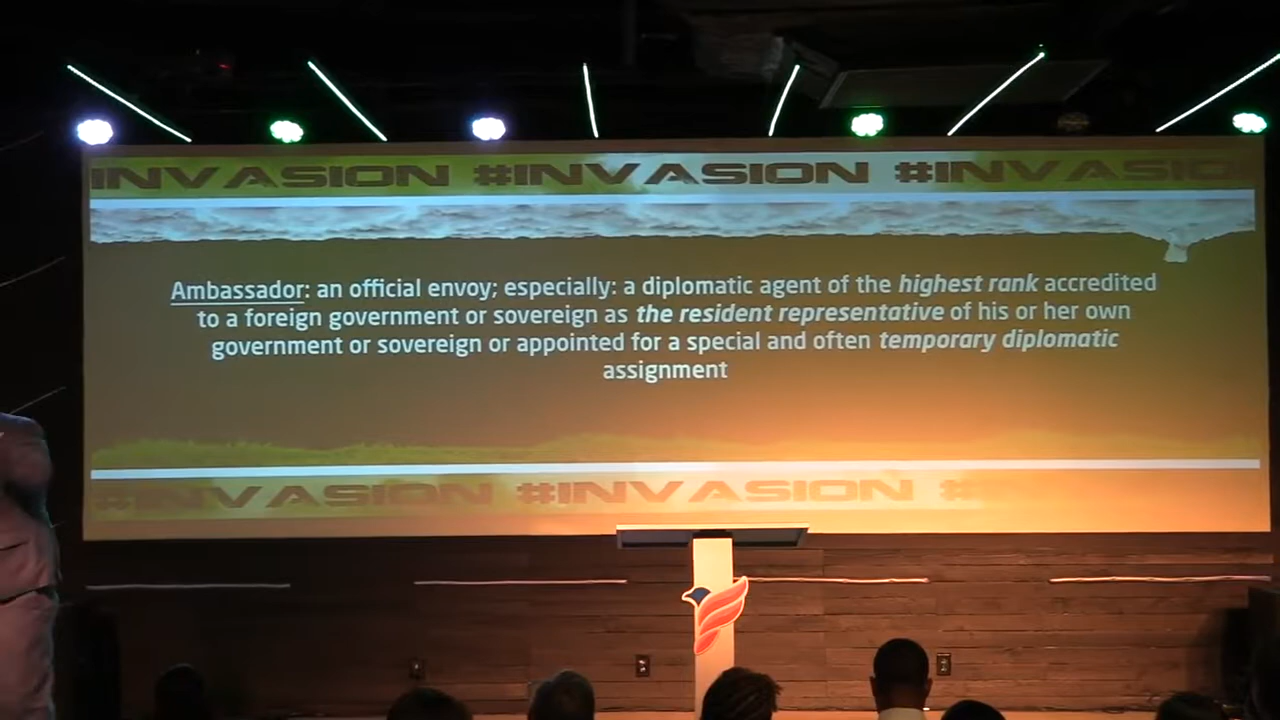 INVASION #INVASION #INVASIO
Ambassador: an official envoy; especially: a diplomatic agent of the highest rank accredited
to a foreign government or sovereign as the resident representative of his or her own
government or sovereign or appointed for a special and often temporary diplomatic
assignment
#INVASION #INVASION #